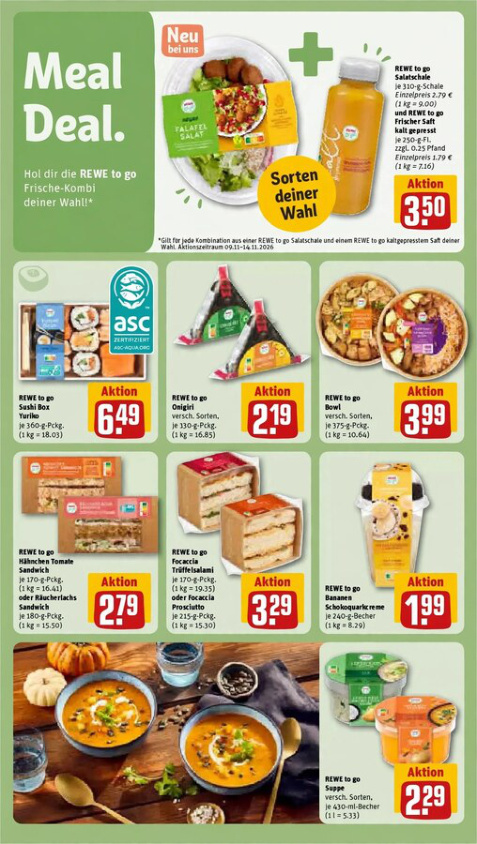 Meal
Deal.
Hol dir die REWE to go
Frische-Kombi
deiner Wahl!*
Neu
bei uns
FALAFEL
SALAT
Sorten
deiner
Wahl
REWE to go
Salatschale
je 310-g-Schale
Einzelpreis 2.79 €
(1 kg = 9.00)
und REWE to go
Frischer Saft
kalt gepresst
je 250-g-Fl.
zzgl. 0.25 Pfand
Einzelpreis 1.79 €
(1 kg = 7.16)
Aktion
3.50
*Gilt für jede Kombination aus einer REWE to go Salatschale und einem REWE to go kaltgepresstem Saft deiner
Wahl. Aktionszeitraum 09.11-14.11.2026
asc
ZERTIFIZIERT
ASC-AQUA.ORG
REWE to go
Sushi Box
Yuriko
je 360-g-Pckg.
(1 kg = 18.03)
Aktion
6.49
REWE to go
Onigiri
versch. Sorten,
je 130-g-Pckg.
(1 kg = 16.85)
Aktion
2.19
REWE to go
Bowl
versch. Sorten,
je 375-g-Pckg.
(1 kg = 10.64)
Aktion
3.99
REWE to go
Hähnchen Tomate
Sandwich
je 170-g-Pckg.
(1 kg = 16.41)
oder Räucherlachs
Sandwich
je 180-g-Pckg.
(1 kg = 15.50)
Aktion
2.79
REWE to go
Focaccia
Trüffelsalami
je 170-g-Pckg.
(1 kg = 19.35)
oder Focaccia
Prosciutto
je 215-g-Pckg.
(1 kg = 15.30)
Aktion
3.29
REWE to go
Bananen
Schokoquarkcreme
je 240-g-Becher
(1 kg = 8.29)
Aktion
1.99
REWE to go
Suppe
versch. Sorten,
je 430-ml-Becher
(1 l = 5.33)
Aktion
2.29